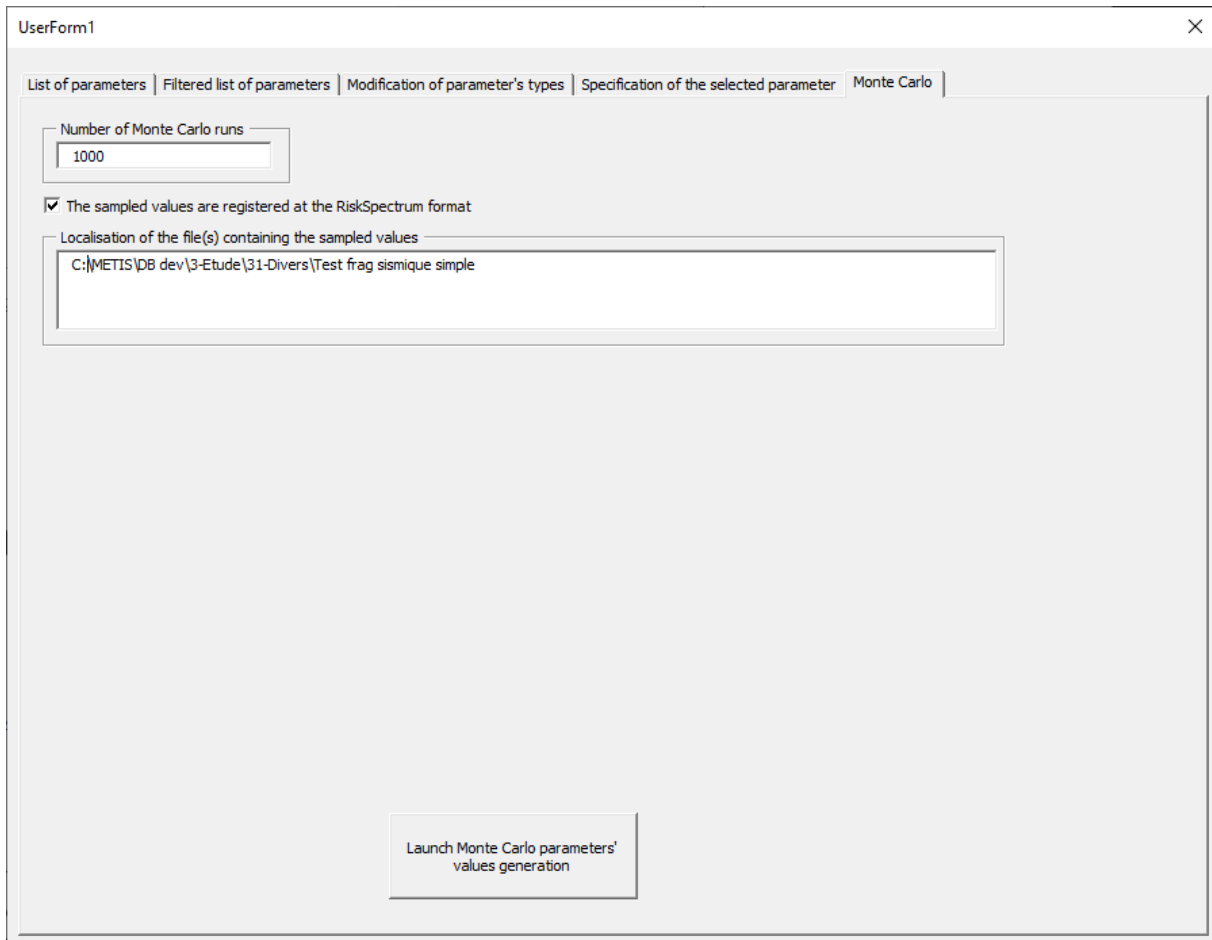 UserForm1
List of parameters
Filtered list of parameters
Modification of parameter's types
Specification of the selected parameter
Monte Carlo
Number of Monte Carlo runs
1000
The sampled values are registered at the RiskSpectrum format
Localisation of the file(s) containing the sampled values
C:\METIS\DB dev\3-Etude\31-Divers\Test frag sismique simple
Launch Monte Carlo parameters'
values generation